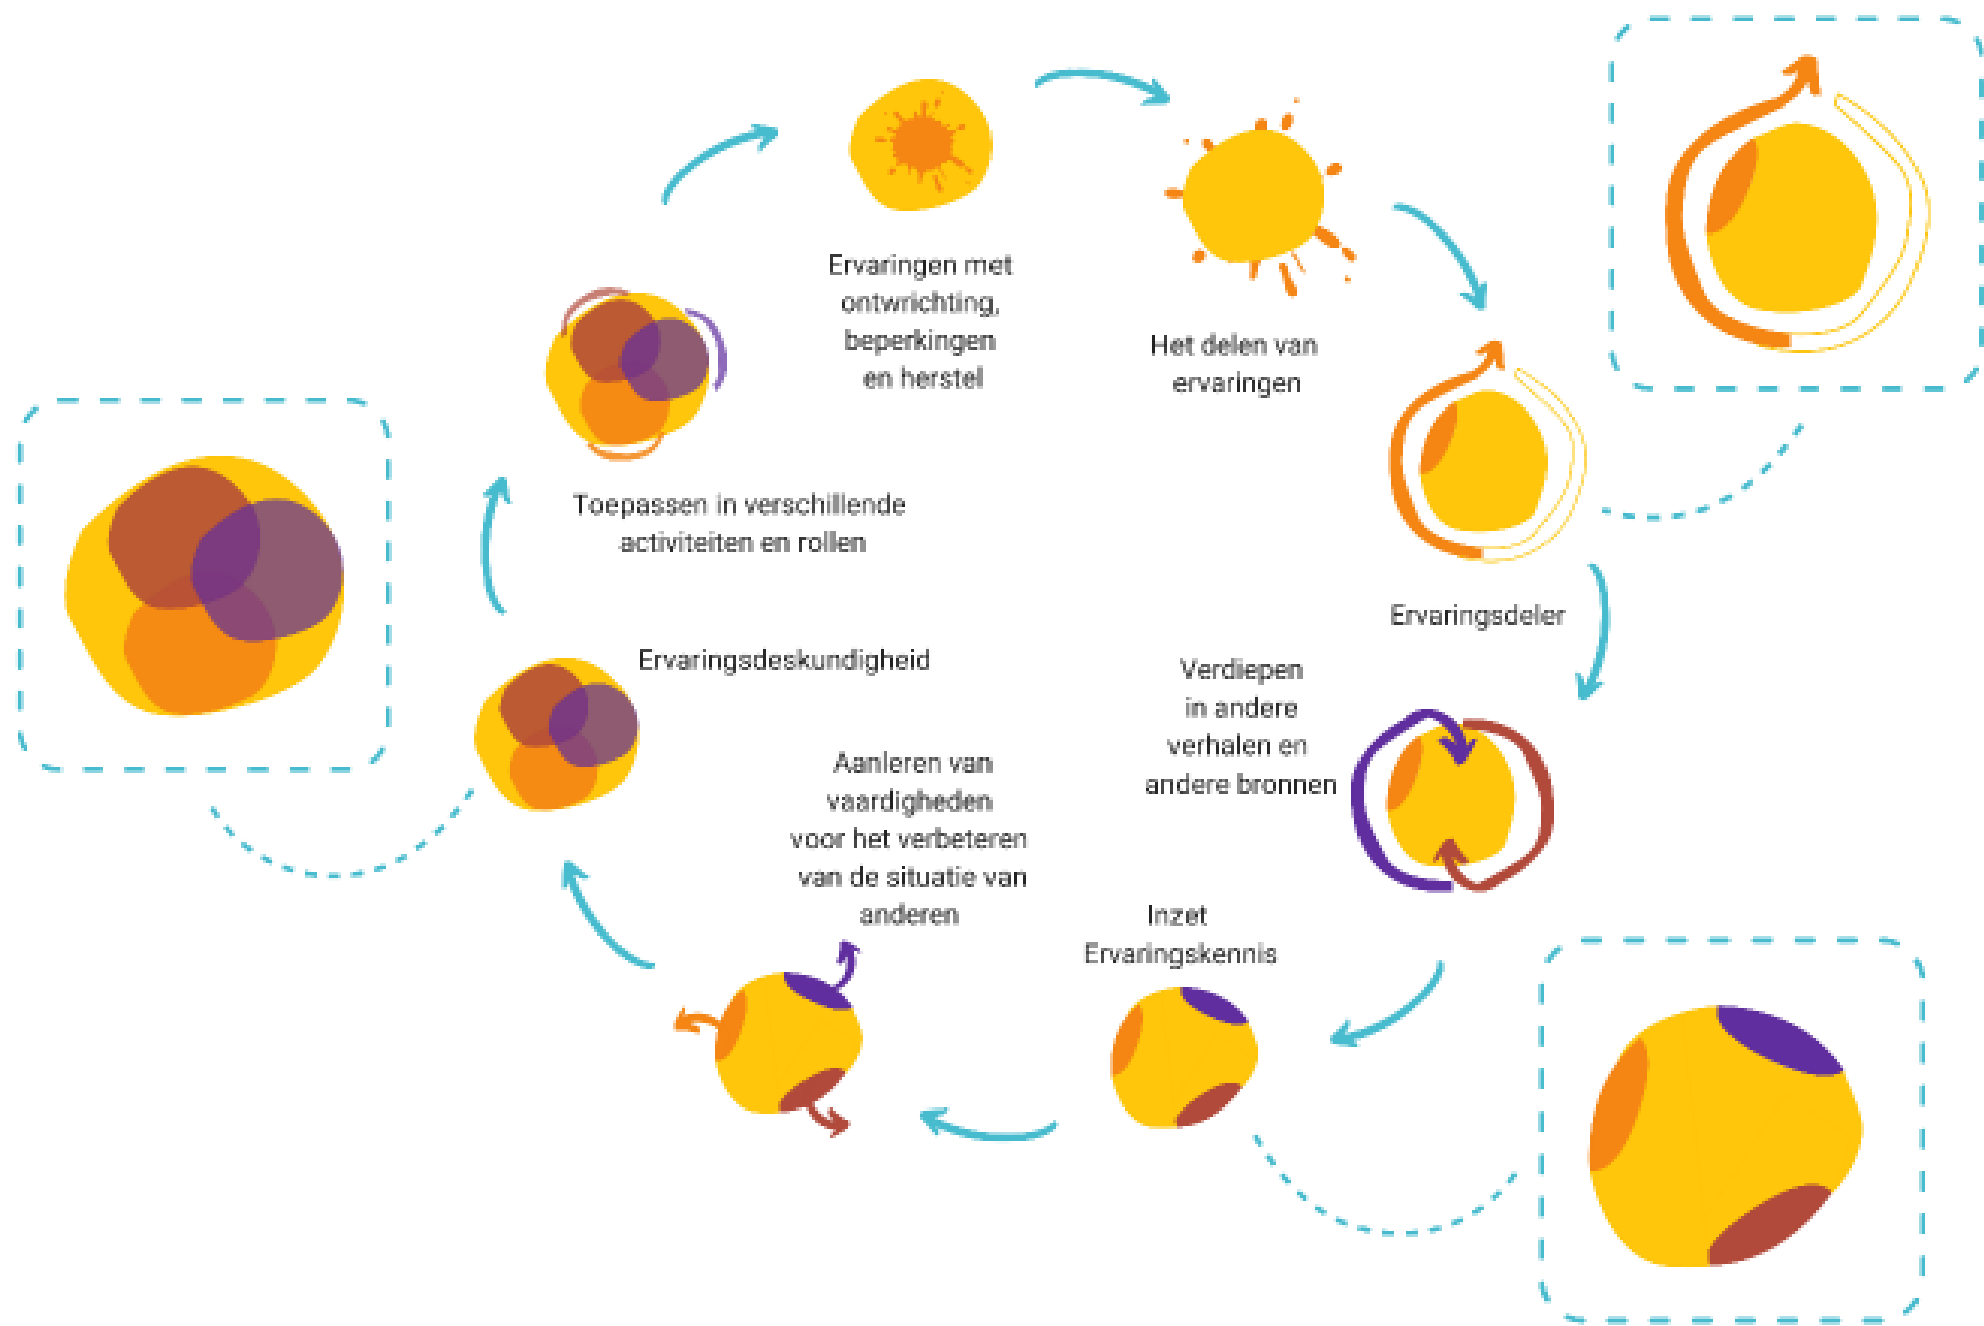 Ervaringen met
ontwrichting,
beperkingen
en herstel
Het delen van
ervaringen
Ervaringsdeler
Verdiepen
in andere
verhalen en
andere bronnen
Inzet
Ervaringskennis
Aanleren van
vaardigheden
voor het verbeteren
van de situatie van
anderen
Ervaringsdeskundigheid
Toepassen in verschillende
activiteiten en rollen